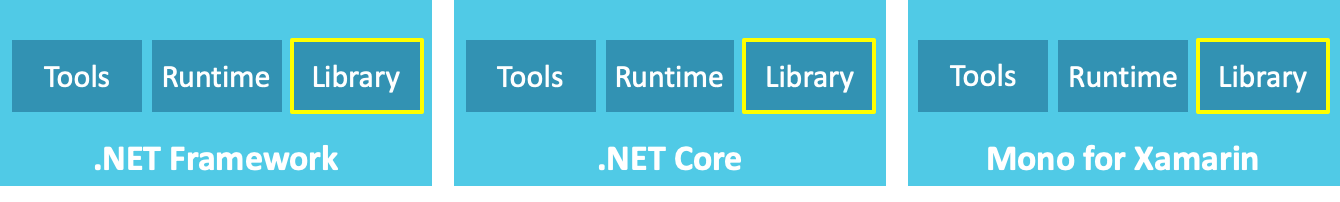 Tools Runtime Library
.NET Framework
Tools Runtime Library
.NET Core
Tools Runtime Library
Mono for Xamarin